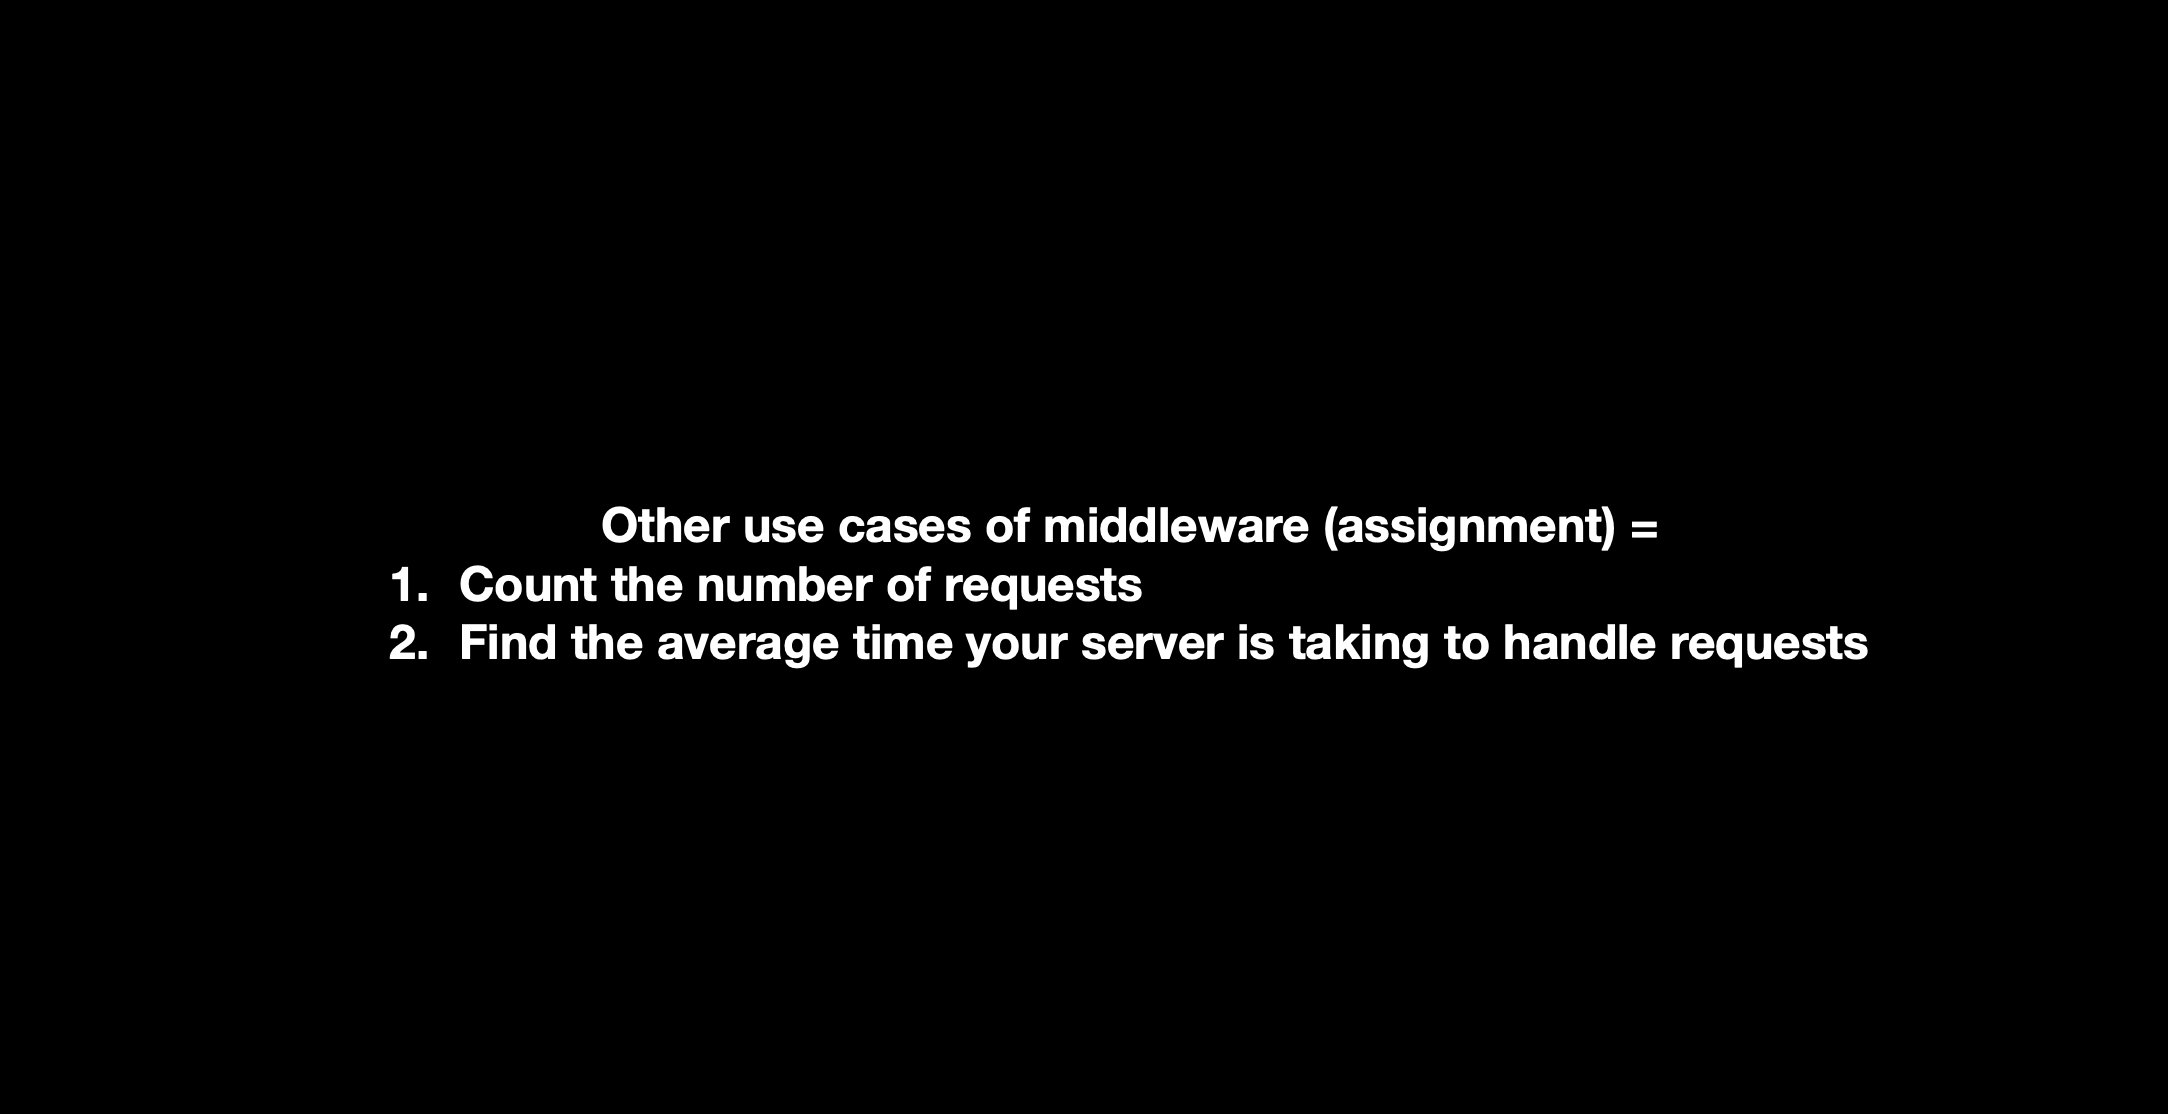 Other use cases of middleware (assignment) =
1. Count the number of requests
2. Find the average time your server is taking to handle requests